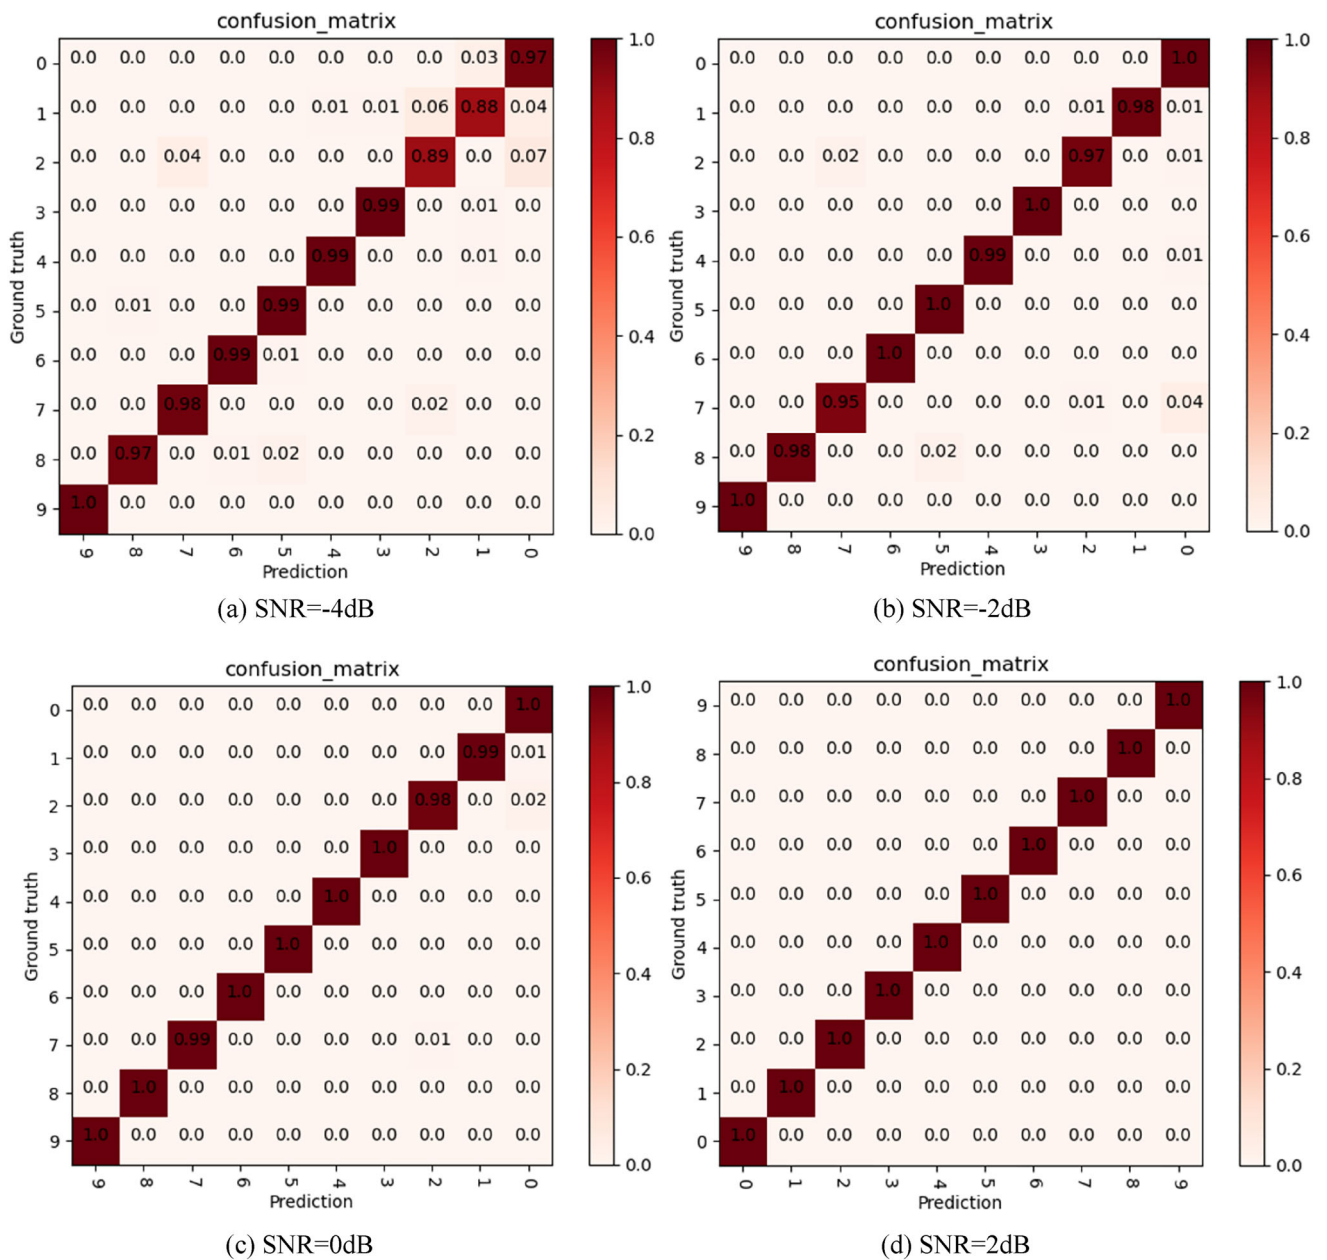 confusion_matrix
0 0.0 0.0 0.0 0.0 0.0 0.0 0.0 0.0 0.03 0.97
1 0.0 0.0 0.0 0.0 0.0 0.01 0.01 0.06 0.88 0.04
2 0.0 0.0 0.04 0.0 0.0 0.0 0.0 0.89 0.0 0.07
3 0.0 0.0 0.0 0.0 0.0 0.0 0.99 0.0 0.01 0.0
4 0.0 0.0 0.0 0.0 0.0 0.99 0.0 0.0 0.01 0.0
5 0.0 0.01 0.0 0.0 0.99 0.0 0.0 0.0 0.0 0.0
6 0.0 0.0 0.0 0.99 0.01 0.0 0.0 0.0 0.0 0.0
7 0.0 0.0 0.98 0.0 0.0 0.0 0.0 0.02 0.0 0.0
8 0.0 0.97 0.0 0.01 0.02 0.0 0.0 0.0 0.0 0.0
9 1.0 0.0 0.0 0.0 0.0 0.0 0.0 0.0 0.0 0.0
9 8 7 6 5 4 3 2 1 0
Prediction
Ground truth
1.0
0.8
0.6
0.4
0.2
0.0
(a) SNR=-4dB
confusion_matrix
0 0.0 0.0 0.0 0.0 0.0 0.0 0.0 0.0 0.0 1.0
1 0.0 0.0 0.0 0.0 0.0 0.0 0.0 0.01 0.98 0.01
2 0.0 0.0 0.02 0.0 0.0 0.0 0.0 0.97 0.0 0.01
3 0.0 0.0 0.0 0.0 0.0 0.0 1.0 0.0 0.0 0.0
4 0.0 0.0 0.0 0.0 0.0 0.99 0.0 0.0 0.0 0.01
5 0.0 0.0 0.0 0.0 1.0 0.0 0.0 0.0 0.0 0.0
6 0.0 0.0 0.0 1.0 0.0 0.0 0.0 0.0 0.0 0.0
7 0.0 0.0 0.95 0.0 0.0 0.0 0.0 0.01 0.0 0.04
8 0.0 0.98 0.0 0.0 0.02 0.0 0.0 0.0 0.0 0.0
9 1.0 0.0 0.0 0.0 0.0 0.0 0.0 0.0 0.0 0.0
9 8 7 6 5 4 3 2 1 0
Prediction
Ground truth
1.0
0.8
0.6
0.4
0.2
0.0
(b) SNR=-2dB
confusion_matrix
0 0.0 0.0 0.0 0.0 0.0 0.0 0.0 0.0 0.0 1.0
1 0.0 0.0 0.0 0.0 0.0 0.0 0.0 0.0 0.99 0.01
2 0.0 0.0 0.0 0.0 0.0 0.0 0.0 0.98 0.0 0.02
3 0.0 0.0 0.0 0.0 0.0 0.0 1.0 0.0 0.0 0.0
4 0.0 0.0 0.0 0.0 0.0 1.0 0.0 0.0 0.0 0.0
5 0.0 0.0 0.0 0.0 1.0 0.0 0.0 0.0 0.0 0.0
6 0.0 0.0 0.0 1.0 0.0 0.0 0.0 0.0 0.0 0.0
7 0.0 0.0 0.99 0.0 0.0 0.0 0.0 0.01 0.0 0.0
8 0.0 1.0 0.0 0.0 0.0 0.0 0.0 0.0 0.0 0.0
9 1.0 0.0 0.0 0.0 0.0 0.0 0.0 0.0 0.0 0.0
9 8 7 6 5 4 3 2 1 0
Prediction
Ground truth
1.0
0.8
0.6
0.4
0.2
0.0
(c) SNR=0dB
confusion_matrix
9 0.0 0.0 0.0 0.0 0.0 0.0 0.0 0.0 0.0 1.0
8 0.0 0.0 0.0 0.0 0.0 0.0 0.0 0.0 1.0 0.0
7 0.0 0.0 0.0 0.0 0.0 0.0 0.0 1.0 0.0 0.0
6 0.0 0.0 0.0 0.0 0.0 0.0 1.0 0.0 0.0 0.0
5 0.0 0.0 0.0 0.0 0.0 1.0 0.0 0.0 0.0 0.0
4 0.0 0.0 0.0 0.0 1.0 0.0 0.0 0.0 0.0 0.0
3 0.0 0.0 0.0 1.0 0.0 0.0 0.0 0.0 0.0 0.0
2 0.0 0.0 1.0 0.0 0.0 0.0 0.0 0.0 0.0 0.0
1 0.0 1.0 0.0 0.0 0.0 0.0 0.0 0.0 0.0 0.0
0 1.0 0.0 0.0 0.0 0.0 0.0 0.0 0.0 0.0 0.0
0 1 2 3 4 5 6 7 8 9
Prediction
Ground truth
1.0
0.8
0.6
0.4
0.2
0.0
(d) SNR=2dB